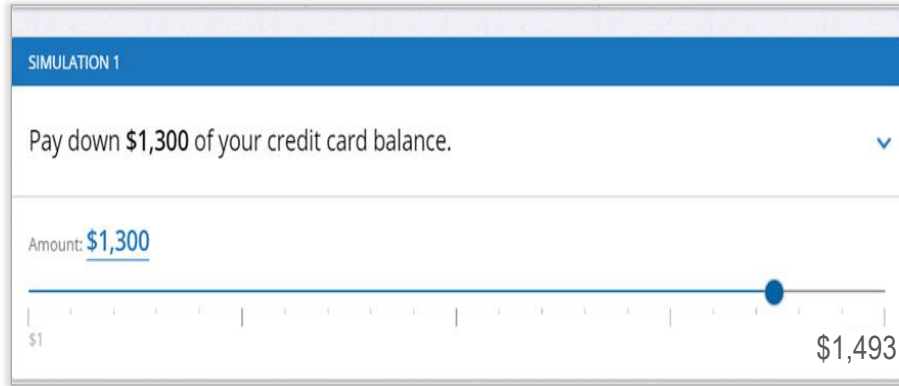 SIMULATION 1
Pay down $1,300 of your credit card balance.
Amount: $1,300
$1
$1,493